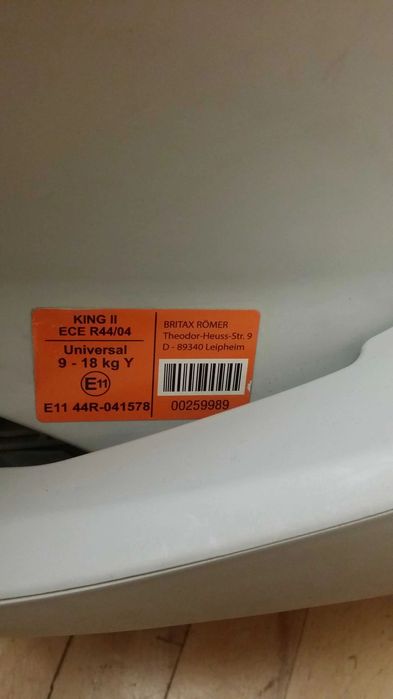 KING II
ECE R44/04
Universal
9 - 18 kg Y
E11
E11 44R-041578
BRITAX RÖMER
Theodor-Heuss-Str. 9
D - 89340 Leipheim
00259989